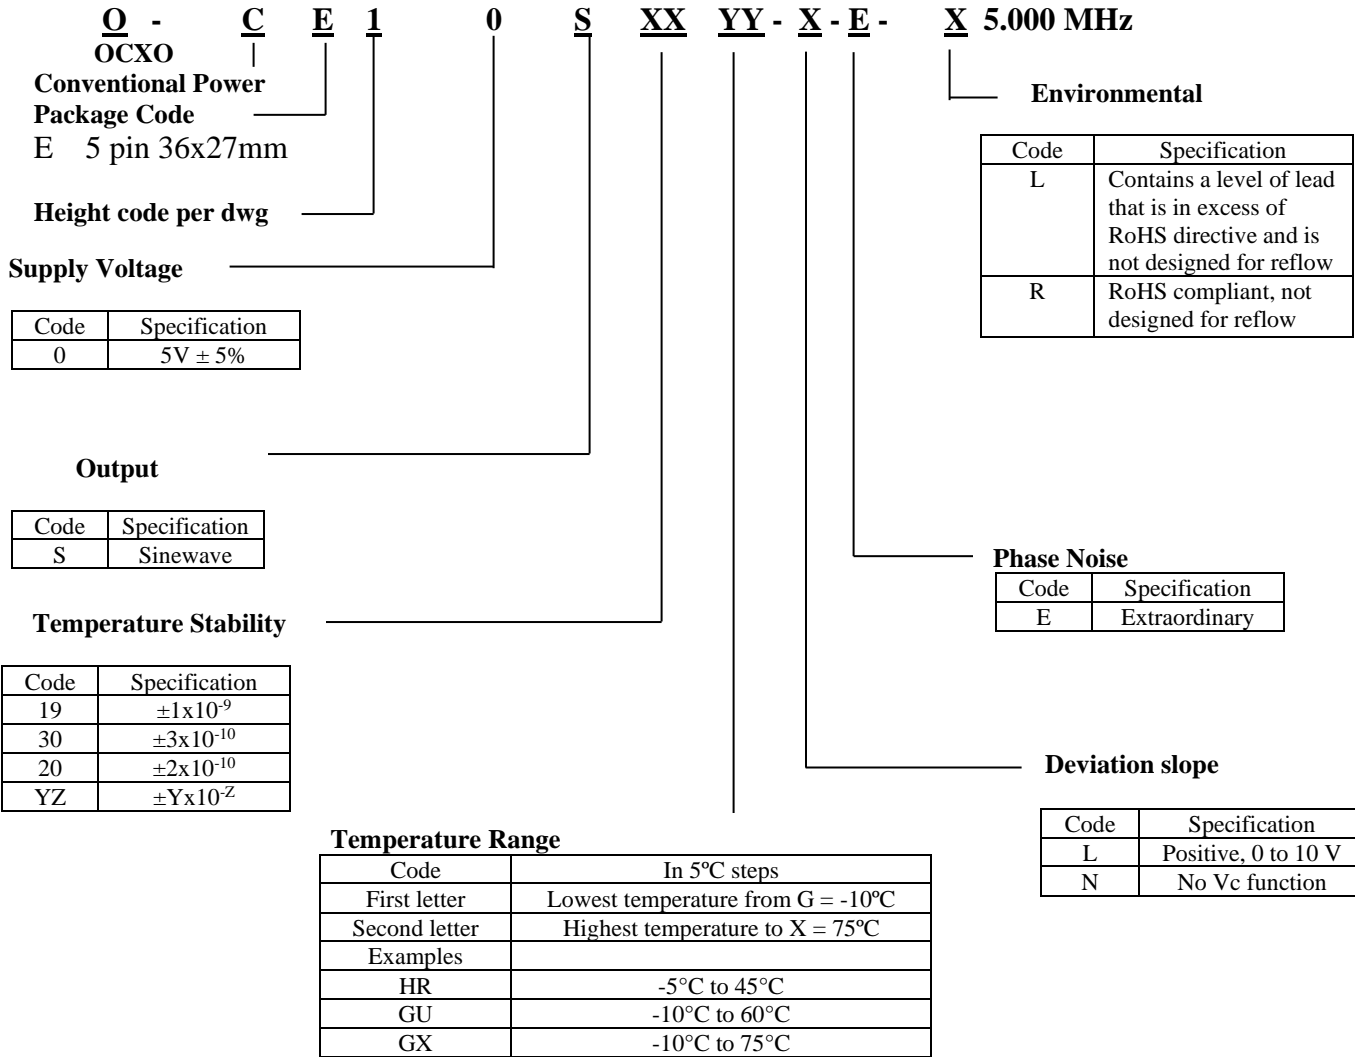 O - C E 1 0 S XX YY - X - E - X 5.000 MHz
OCXO
Conventional Power
Package Code
E 5 pin 36x27mm
Height code per dwg
Supply Voltage
Code Specification
0 5V ± 5%
Output
Code Specification
S Sinewave
Temperature Stability
Code Specification
19 ±1x10⁻⁹
30 ±3x10⁻¹⁰
20 ±2x10⁻¹⁰
YZ ±Yx10⁻ᶻ
Temperature Range
Code In 5ºC steps
First letter Lowest temperature from G = -10ºC
Second letter Highest temperature to X = 75ºC
Examples
HR -5°C to 45°C
GU -10°C to 60°C
GX -10°C to 75°C
Environmental
Code Specification
L Contains a level of lead
that is in excess of
RoHS directive and is
not designed for reflow
R RoHS compliant, not
designed for reflow
Phase Noise
Code Specification
E Extraordinary
Deviation slope
Code Specification
L Positive, 0 to 10 V
N No Vc function